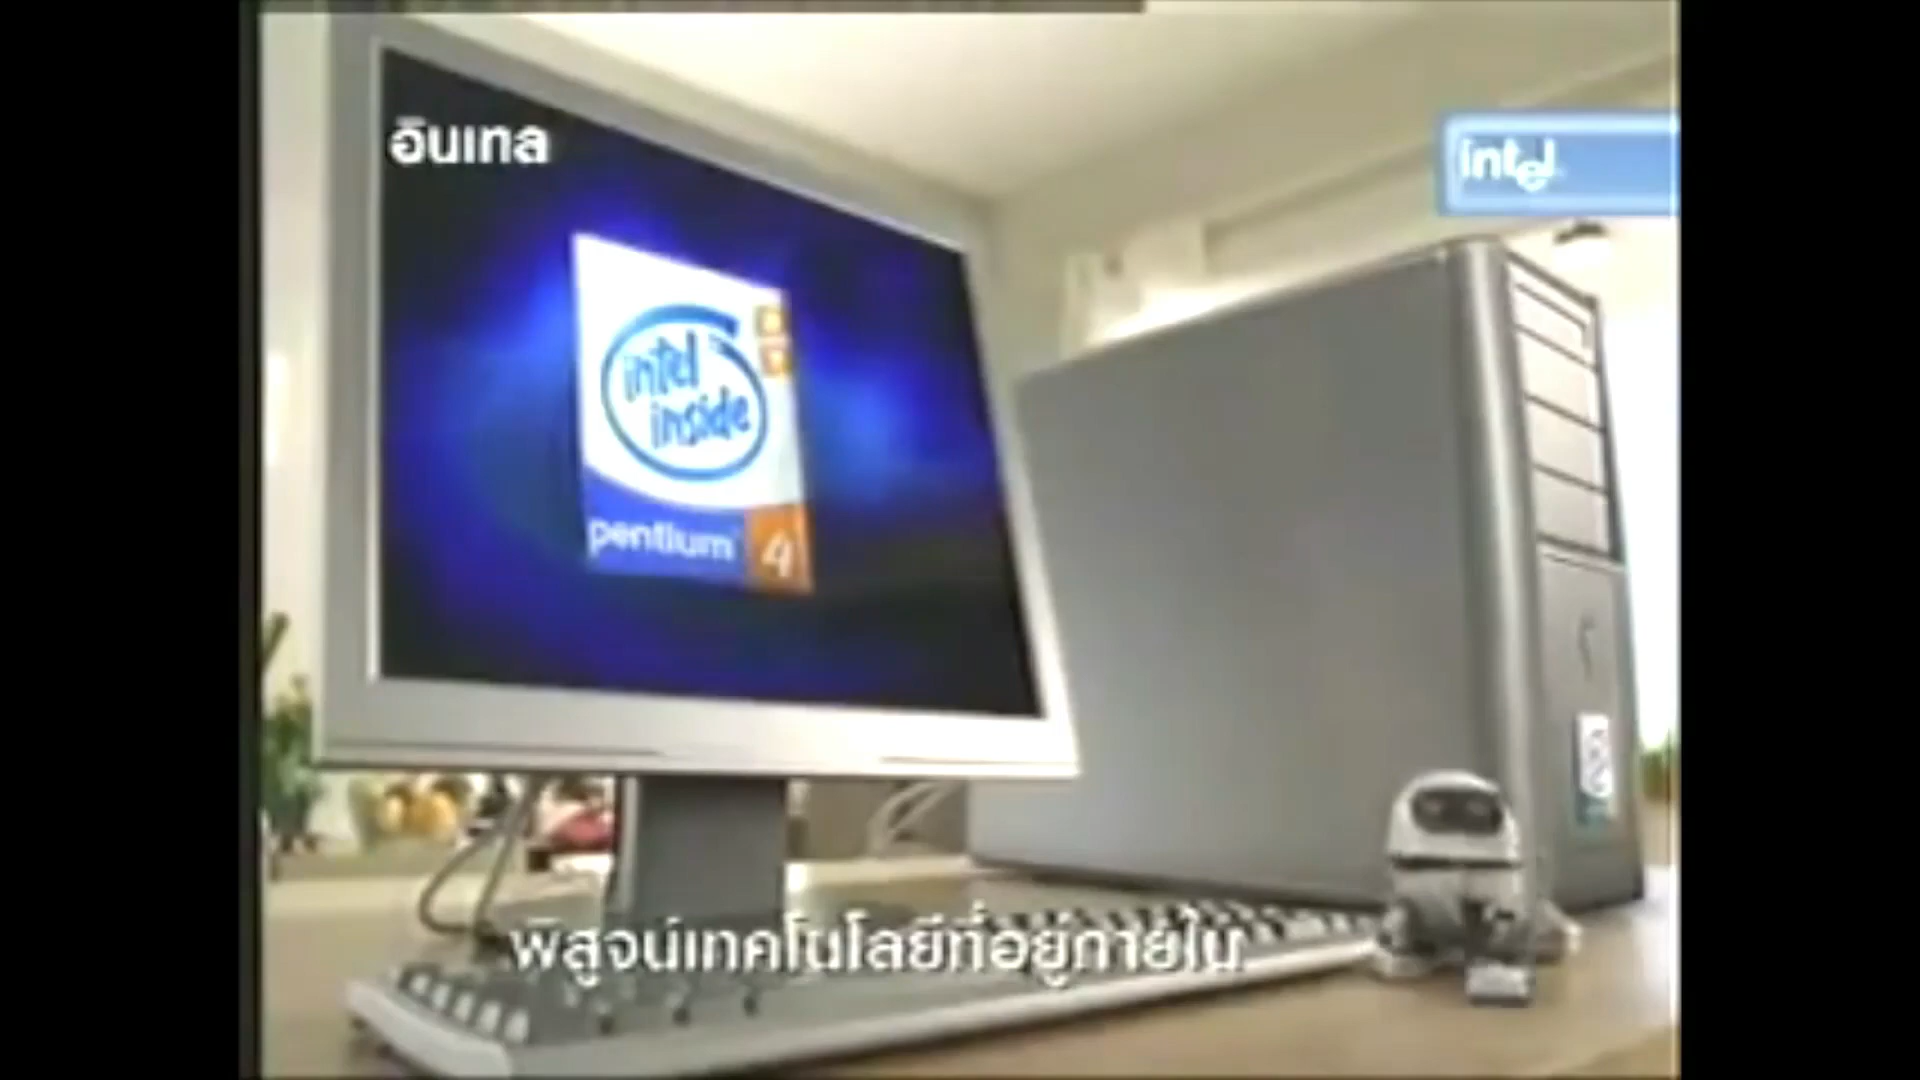 อินเทล
intel
intel
inside
pentium 4
พิสูจน์เทคโนโลยีที่อยู่ภายใน